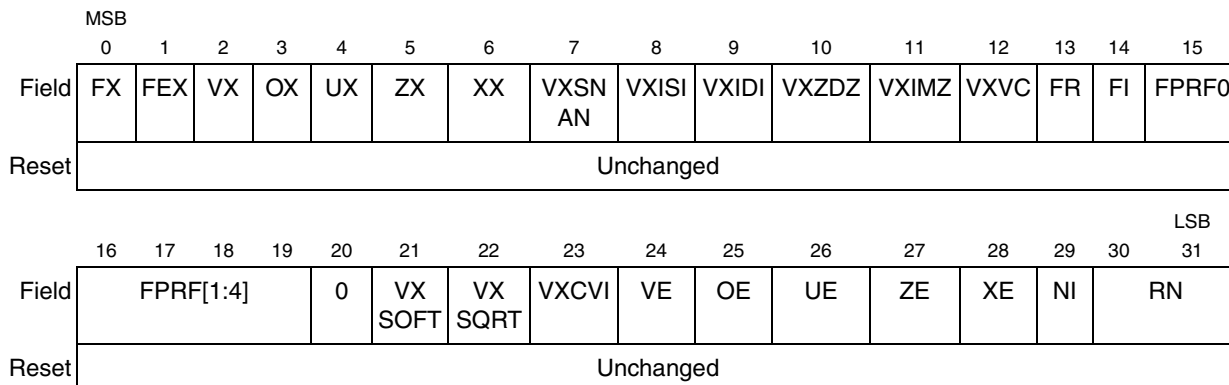 MSB
0 1 2 3 4 5 6 7 8 9 10 11 12 13 14 15
Field FX FEX VX OX UX ZX XX VXSN VXISI VXIDI VXZDZ VXIMZ VXVC FR FI FPRF0
AN
Reset Unchanged
LSB
16 17 18 19 20 21 22 23 24 25 26 27 28 29 30 31
Field FPRF[1:4] 0 VX VX VXCVI VE OE UE ZE XE NI RN
SOFT SQRT
Reset Unchanged